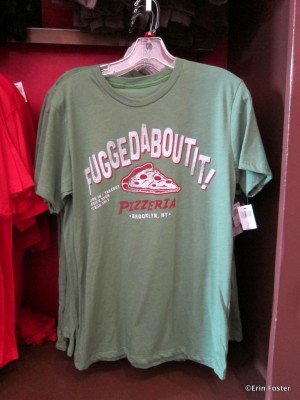 FUGGEDABOUTIT!
PIZZERIA
• BROOKLYN, NY •
©Erin Foster